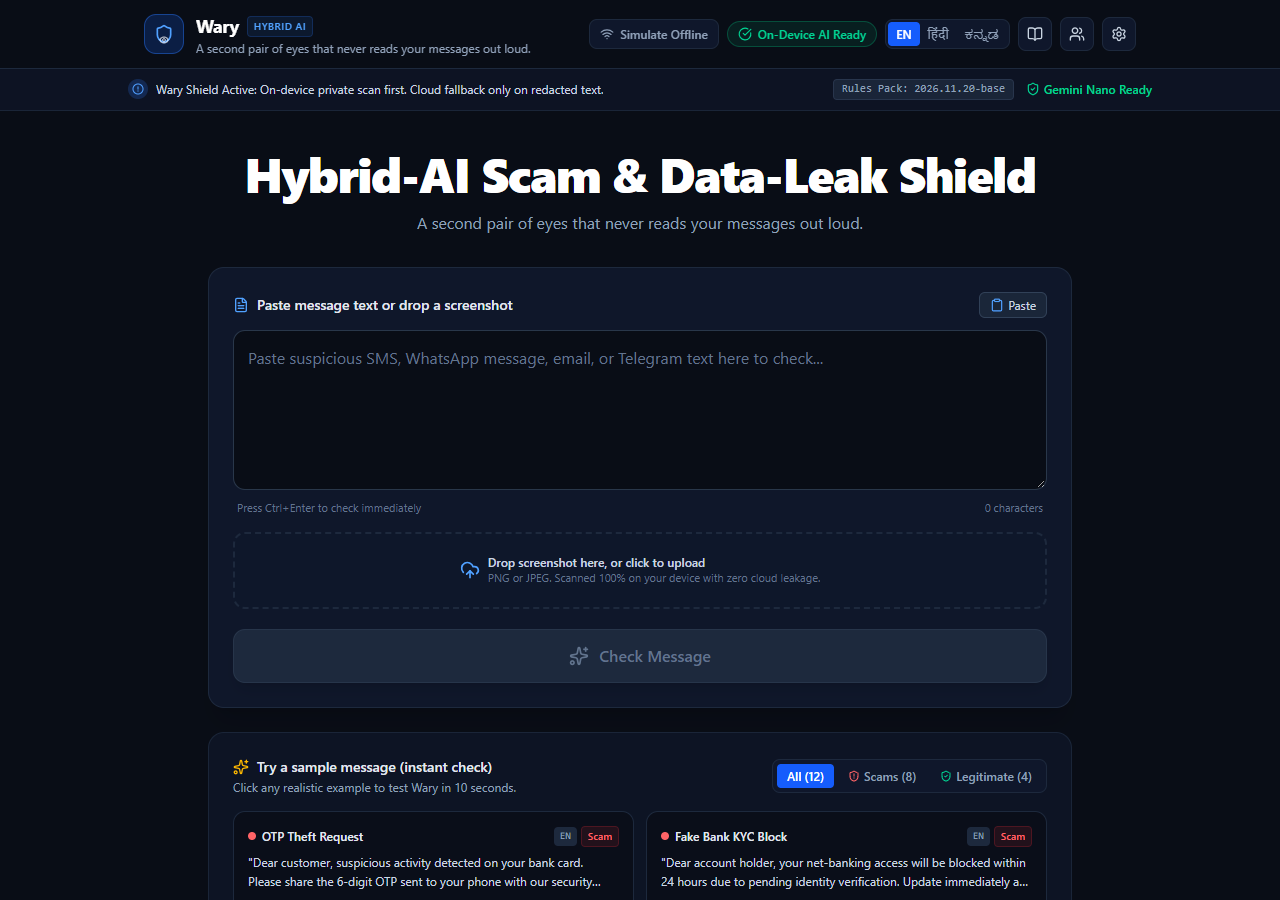 Wary HYBRID AI
A second pair of eyes that never reads your messages out loud.
Simulate Offline
On-Device AI Ready
EN हिंदी ಕನ್ನಡ
Wary Shield Active: On-device private scan first. Cloud fallback only on redacted text.
Rules Pack: 2026.11.20-base
Gemini Nano Ready
Hybrid-AI Scam & Data-Leak Shield
A second pair of eyes that never reads your messages out loud.
Paste message text or drop a screenshot
Paste
Paste suspicious SMS, WhatsApp message, email, or Telegram text here to check...
Press Ctrl+Enter to check immediately
0 characters
Drop screenshot here, or click to upload
PNG or JPEG. Scanned 100% on your device with zero cloud leakage.
Check Message
Try a sample message (instant check)
Click any realistic example to test Wary in 10 seconds.
All (12)
Scams (8)
Legitimate (4)
OTP Theft Request
EN Scam
"Dear customer, suspicious activity detected on your bank card.
Please share the 6-digit OTP sent to your phone with our security...
Fake Bank KYC Block
EN Scam
"Dear account holder, your net-banking access will be blocked within
24 hours due to pending identity verification. Update immediately a...